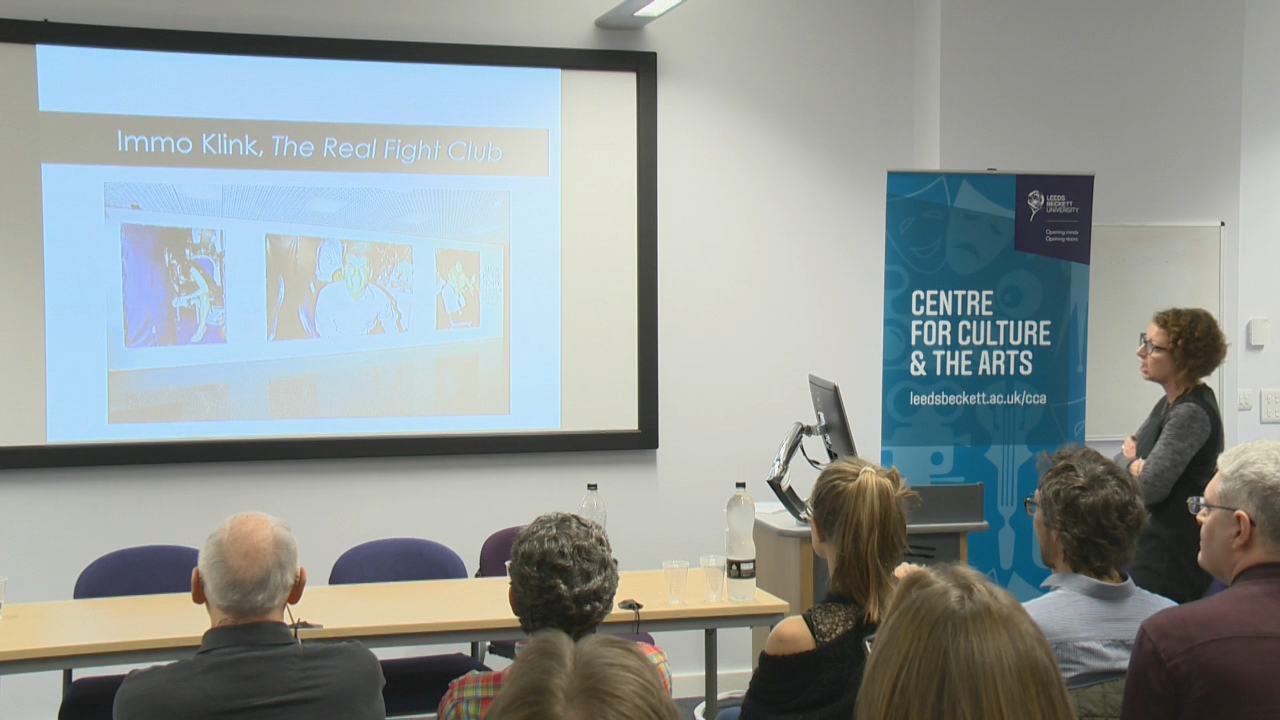 Immo Klink, The Real Fight Club
LEEDS
BECKETT
UNIVERSITY
Opening minds
Opening doors
CENTRE
FOR CULTURE
& THE ARTS
leedsbeckett.ac.uk/cca